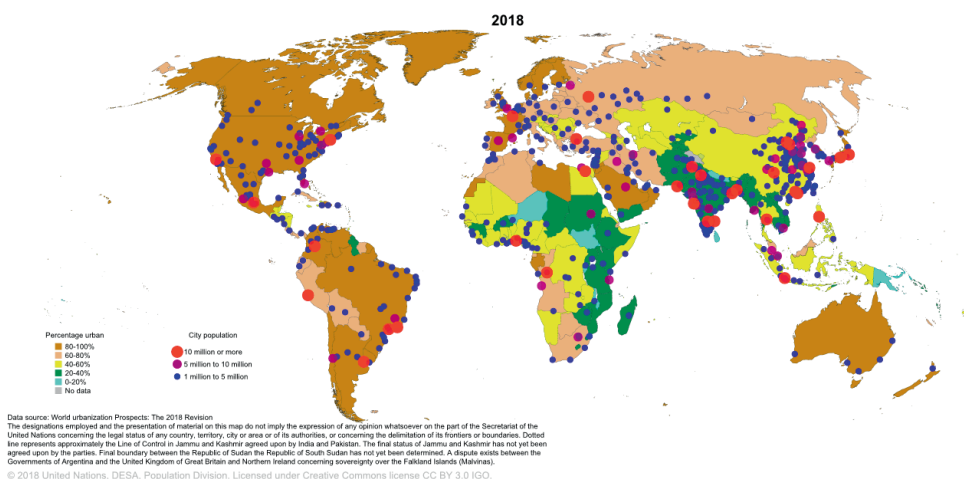 2018
Percentage urban
80-100%
60-80%
40-60%
20-40%
0-20%
No data
City population
10 million or more
5 million to 10 million
1 million to 5 million
Data source: World urbanization Prospects: The 2018 Revision
The designations employed and the presentation of material on this map do not imply the expression of any opinion whatsoever on the part of the Secretariat of the
United Nations concerning the legal status of any country, territory, city or area or of its authorities, or concerning the delimitation of its frontiers or boundaries. Dotted
line represents approximately the Line of Control in Jammu and Kashmir agreed upon by India and Pakistan. The final status of Jammu and Kashmir has not yet been
agreed upon by the parties. Final boundary between the Republic of Sudan the Republic of South Sudan has not yet been determined. A dispute exists between the
Governments of Argentina and the United Kingdom of Great Britain and Northern Ireland concerning sovereignty over the Falkland Islands (Malvinas).
© 2018 United Nations, DESA, Population Division. Licensed under Creative Commons license CC BY 3.0 IGO.